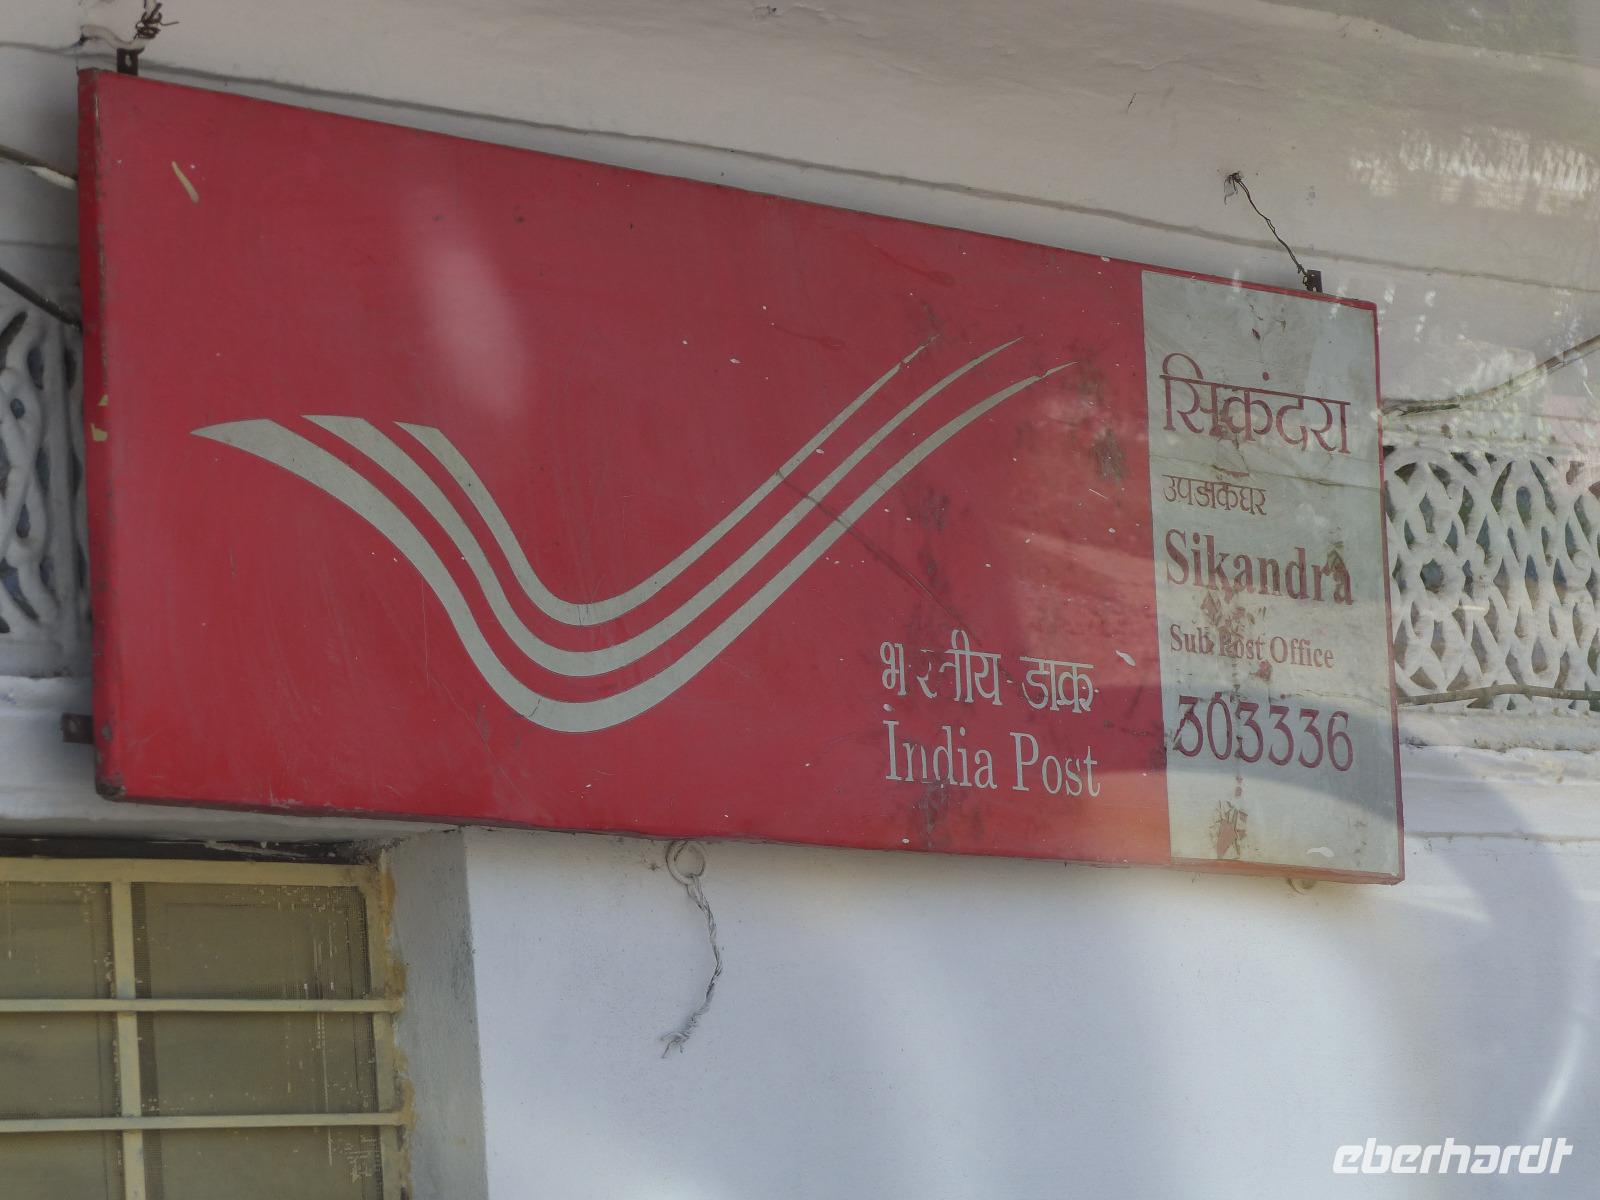 भारतीय डाक
India Post
सिकंदरा
उपडाकघर
Sikandra
Sub Post Office
303336
eberhardt